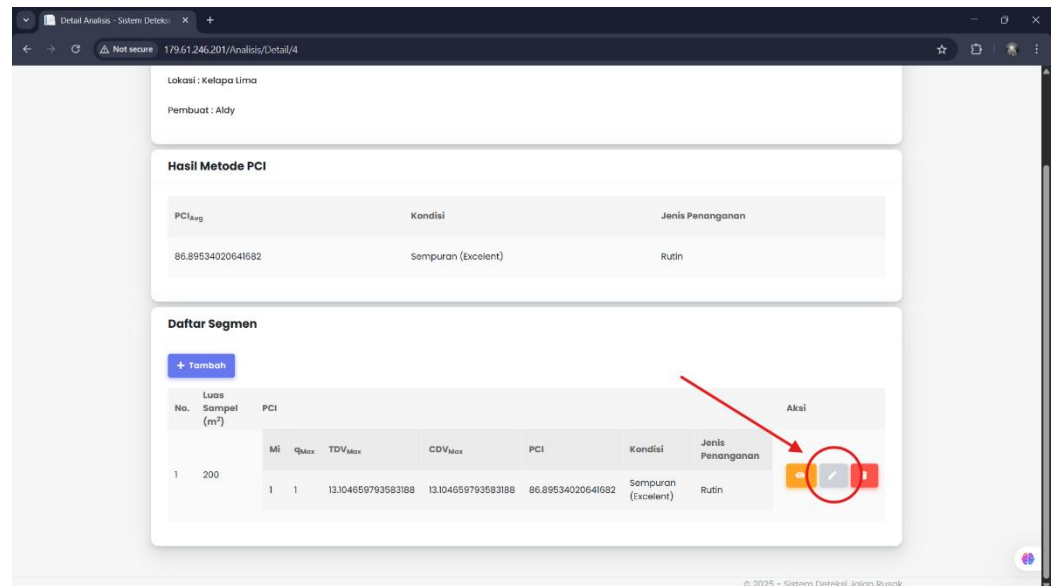 Detail Analisis - Sistem Deteksi
Not secure 179.61.246.201/Analisis/Detail/4
Lokasi : Kelapa Lima
Pembuat : Aldy
Hasil Metode PCI
PCIAvg Kondisi Jenis Penanganan
86.89534020641682 Sempuran (Excelent) Rutin
Daftar Segmen
+ Tambah
No. Luas Sampel (m²) PCI Aksi
Mi qMax TDVMax CDVMax PCI Kondisi Jenis Penanganan
1 200
1 1 13.104659793583188 13.104659793583188 86.89534020641682 Sempuran (Excelent) Rutin
© 2025 - Sistem Deteksi Jalan Rusak